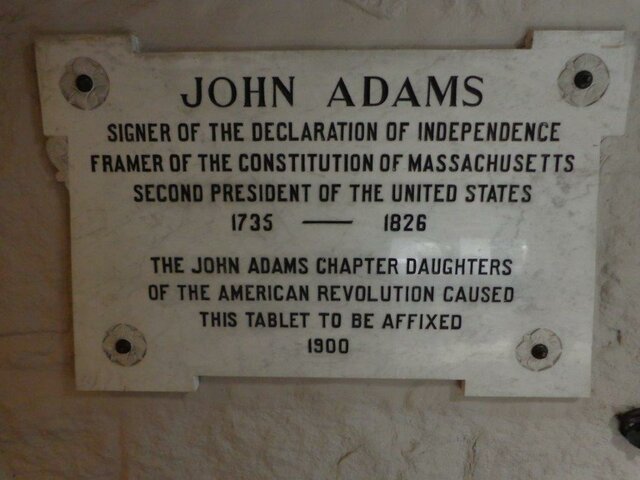 JOHN ADAMS
SIGNER OF THE DECLARATION OF INDEPENDENCE
FRAMER OF THE CONSTITUTION OF MASSACHUSETTS
SECOND PRESIDENT OF THE UNITED STATES
1735 — 1826
THE JOHN ADAMS CHAPTER DAUGHTERS
OF THE AMERICAN REVOLUTION CAUSED
THIS TABLET TO BE AFFIXED
1900